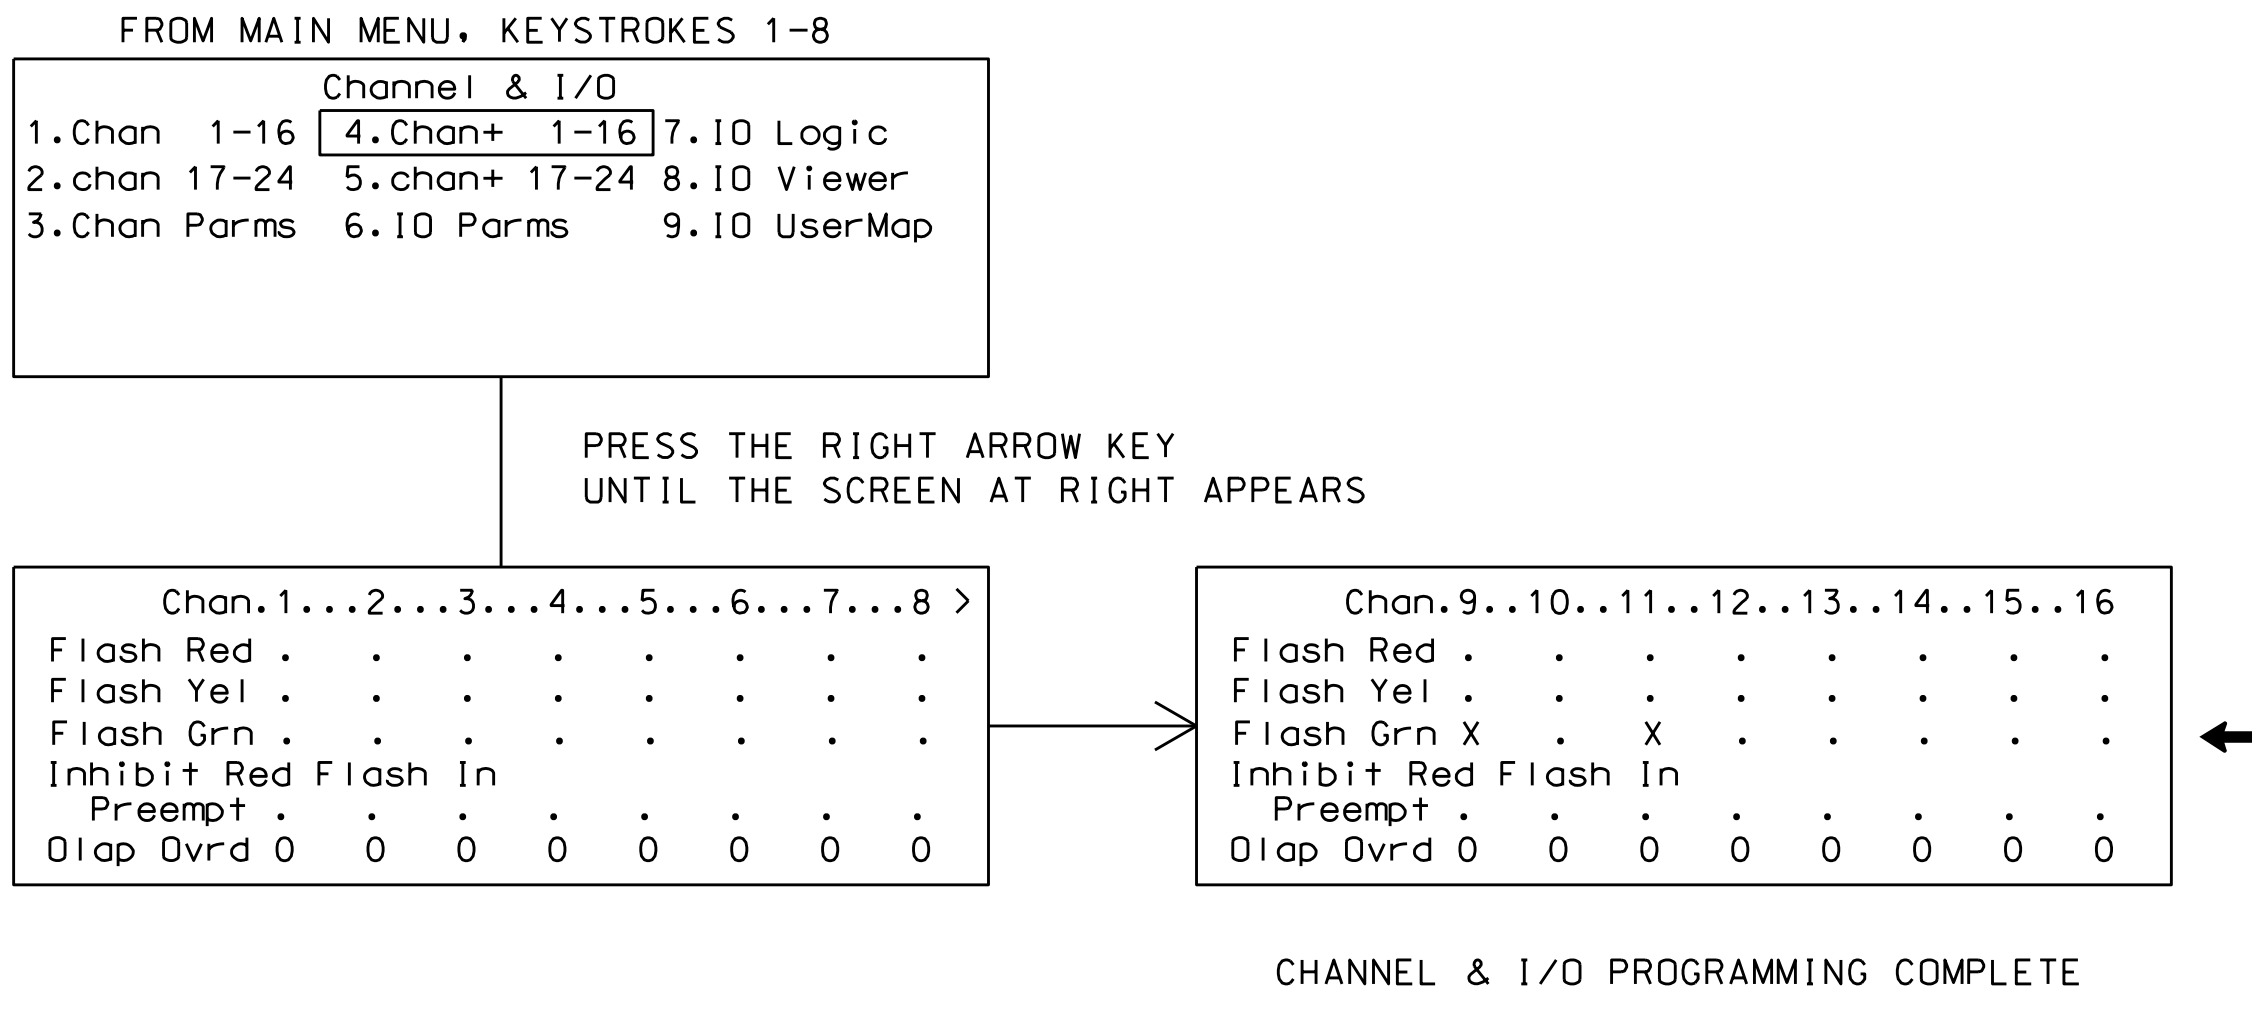 FROM MAIN MENU, KEYSTROKES 1-8
Channel & I/O
1.Chan  1-16  4.Chan+  1-16 7.IO Logic
2.chan 17-24  5.chan+ 17-24 8.IO Viewer
3.Chan Parms  6.IO Parms    9.IO UserMap
PRESS THE RIGHT ARROW KEY
UNTIL THE SCREEN AT RIGHT APPEARS
Chan.1...2...3...4...5...6...7...8 >
Flash Red . . . . . . . .
Flash Yel . . . . . . . .
Flash Grn . . . . . . . .
Inhibit Red Flash In
Preempt . . . . . . . .
Olap Ovrd 0 0 0 0 0 0 0 0
Chan.9..10..11..12..13..14..15..16
Flash Red . . . . . . . .
Flash Yel . . . . . . . .
Flash Grn X . X . . . . .
Inhibit Red Flash In
Preempt . . . . . . . .
Olap Ovrd 0 0 0 0 0 0 0 0
CHANNEL & I/O PROGRAMMING COMPLETE